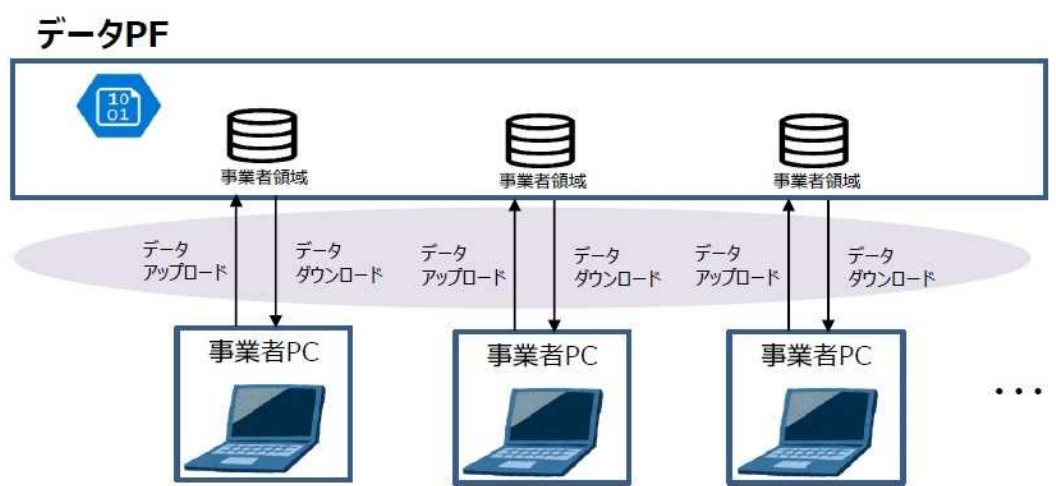 データPF
10
01
事業者領域
事業者領域
事業者領域
データ
アップロード
データ
ダウンロード
データ
アップロード
データ
ダウンロード
データ
アップロード
データ
ダウンロード
事業者PC
事業者PC
事業者PC
・・・